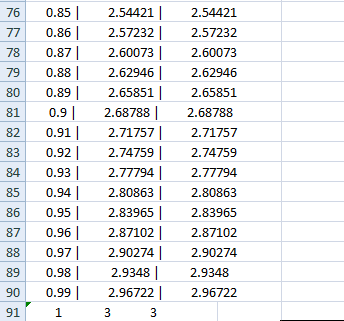 76 0.85 | 2.54421 | 2.54421
77 0.86 | 2.57232 | 2.57232
78 0.87 | 2.60073 | 2.60073
79 0.88 | 2.62946 | 2.62946
80 0.89 | 2.65851 | 2.65851
81 0.9 | 2.68788 | 2.68788
82 0.91 | 2.71757 | 2.71757
83 0.92 | 2.74759 | 2.74759
84 0.93 | 2.77794 | 2.77794
85 0.94 | 2.80863 | 2.80863
86 0.95 | 2.83965 | 2.83965
87 0.96 | 2.87102 | 2.87102
88 0.97 | 2.90274 | 2.90274
89 0.98 | 2.9348 | 2.9348
90 0.99 | 2.96722 | 2.96722
91 1 3 3